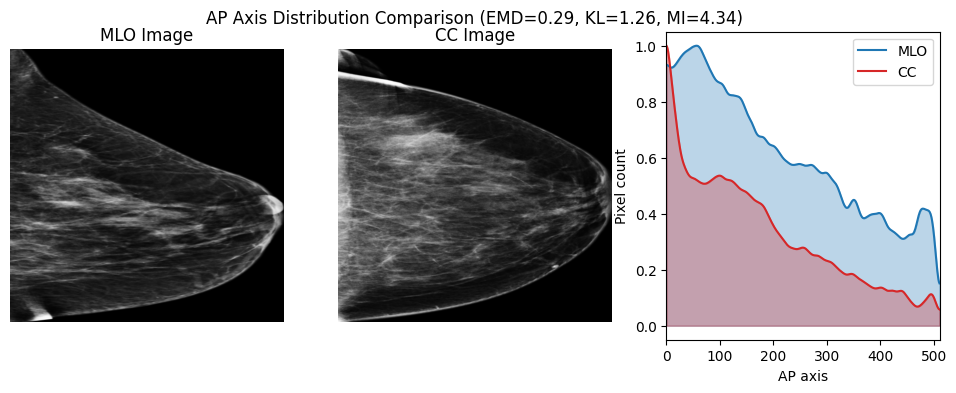 AP Axis Distribution Comparison (EMD=0.29, KL=1.26, MI=4.34)
MLO Image
CC Image
MLO
CC
Pixel count
1.0
0.8
0.6
0.4
0.2
0.0
0 100 200 300 400 500
AP axis